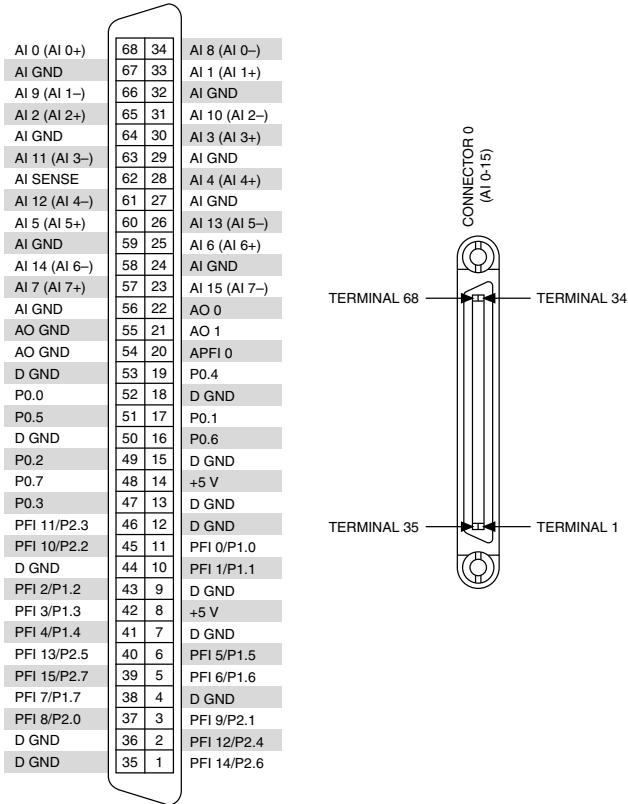 AI 0 (AI 0+) 68 34 AI 8 (AI 0–)
AI GND 67 33 AI 1 (AI 1+)
AI 9 (AI 1–) 66 32 AI GND
AI 2 (AI 2+) 65 31 AI 10 (AI 2–)
AI GND 64 30 AI 3 (AI 3+)
AI 11 (AI 3–) 63 29 AI GND
AI SENSE 62 28 AI 4 (AI 4+)
AI 12 (AI 4–) 61 27 AI GND
AI 5 (AI 5+) 60 26 AI 13 (AI 5–)
AI GND 59 25 AI 6 (AI 6+)
AI 14 (AI 6–) 58 24 AI GND
AI 7 (AI 7+) 57 23 AI 15 (AI 7–)
AI GND 56 22 AO 0
AO GND 55 21 AO 1
AO GND 54 20 APFI 0
D GND 53 19 P0.4
P0.0 52 18 D GND
P0.5 51 17 P0.1
D GND 50 16 P0.6
P0.2 49 15 D GND
P0.7 48 14 +5 V
P0.3 47 13 D GND
PFI 11/P2.3 46 12 D GND
PFI 10/P2.2 45 11 PFI 0/P1.0
D GND 44 10 PFI 1/P1.1
PFI 2/P1.2 43 9 D GND
PFI 3/P1.3 42 8 +5 V
PFI 4/P1.4 41 7 D GND
PFI 13/P2.5 40 6 PFI 5/P1.5
PFI 15/P2.7 39 5 PFI 6/P1.6
PFI 7/P1.7 38 4 D GND
PFI 8/P2.0 37 3 PFI 9/P2.1
D GND 36 2 PFI 12/P2.4
D GND 35 1 PFI 14/P2.6
CONNECTOR 0
(AI 0-15)
TERMINAL 68 TERMINAL 34
TERMINAL 35 TERMINAL 1